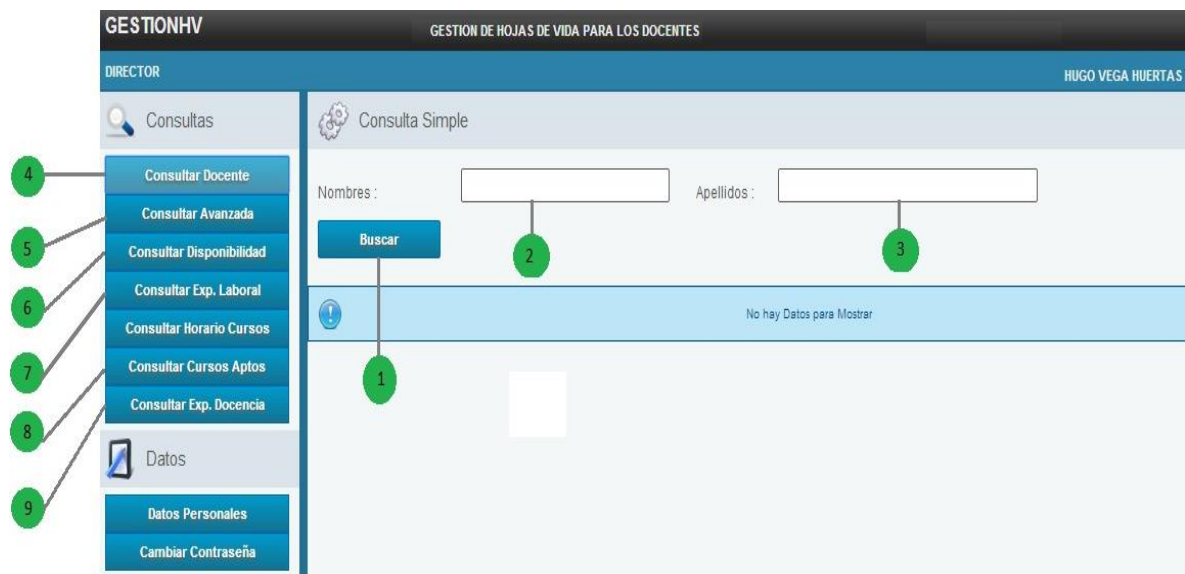 GESTIONHV
GESTION DE HOJAS DE VIDA PARA LOS DOCENTES
DIRECTOR
HUGO VEGA HUERTAS
Consultas
Consulta Simple
4
Consultar Docente
Nombres :
Apellidos :
Consultar Avanzada
5
Buscar
2
3
Consultar Disponibilidad
6
Consultar Exp. Laboral
No hay Datos para Mostrar
Consultar Horario Cursos
7
Consultar Cursos Aptos
1
Consultar Exp. Docencia
8
Datos
9
Datos Personales
Cambiar Contraseña